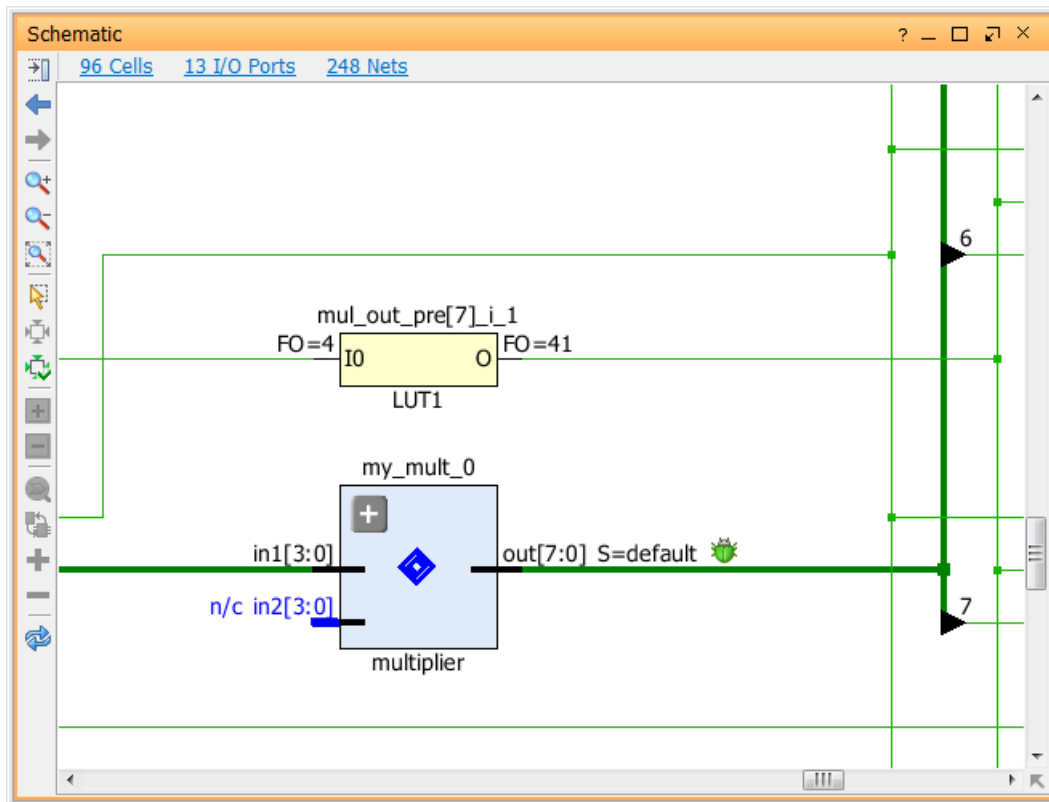 Schematic
96 Cells 13 I/O Ports 248 Nets
6
mul_out_pre[7]_i_1
FO=4 I0 O FO=41
LUT1
my_mult_0
in1[3:0] out[7:0] S=default
n/c in2[3:0] 7
multiplier